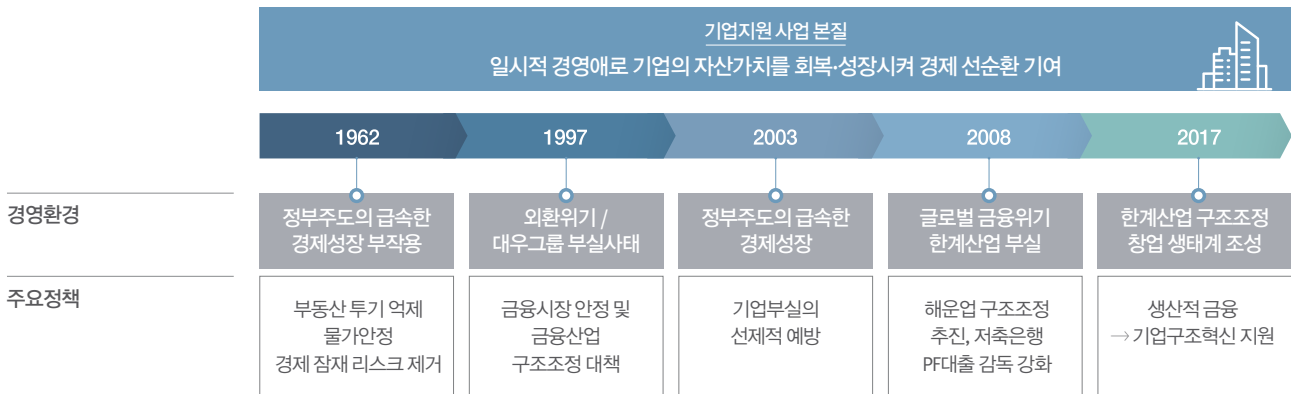 기업지원 사업 본질
일시적 경영애로 기업의 자산가치를 회복·성장시켜 경제 선순환 기여
1962
1997
2003
2008
2017
경영환경
정부주도의 급속한
경제성장 부작용
외환위기 /
대우그룹 부실사태
정부주도의 급속한
경제성장
글로벌 금융위기
한계산업 부실
한계산업 구조조정
창업 생태계 조성
주요정책
부동산 투기 억제
물가안정
경제 잠재 리스크 제거
금융시장 안정 및
금융산업
구조조정 대책
기업부실의
선제적 예방
해운업 구조조정
추진, 저축은행
PF대출 감독 강화
생산적 금융
→ 기업구조혁신 지원